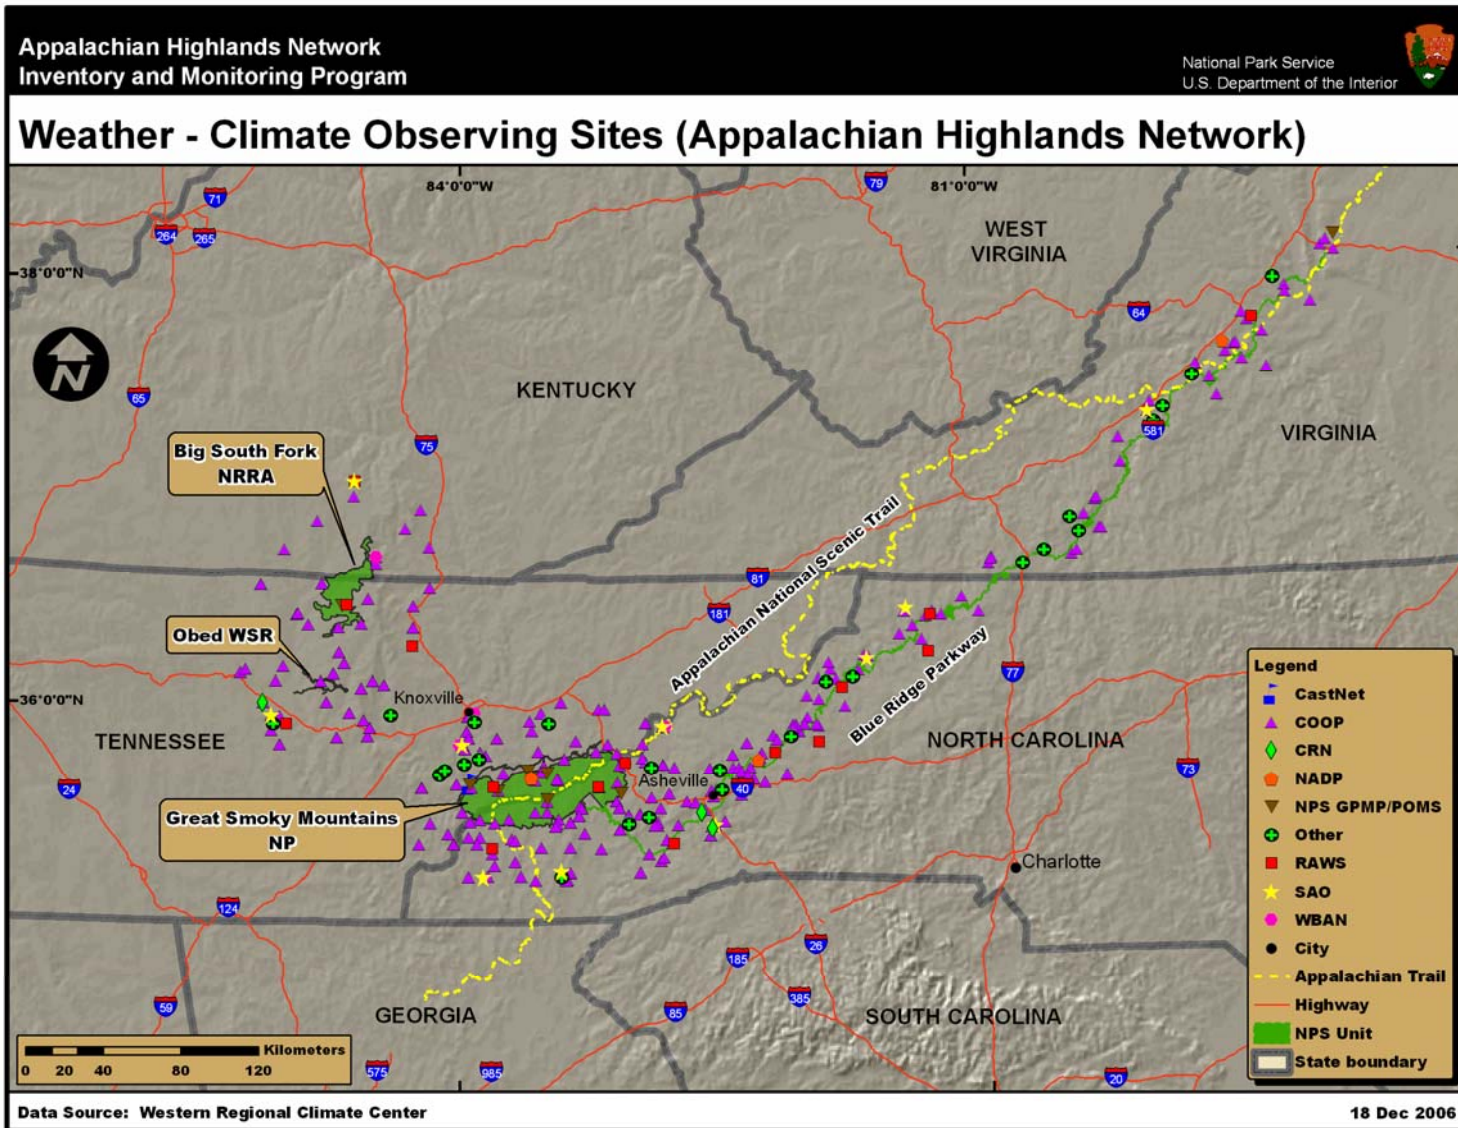 Appalachian Highlands Network
Inventory and Monitoring Program
National Park Service
U.S. Department of the Interior
Weather - Climate Observing Sites (Appalachian Highlands Network)
84°0'0"W
81°0'0"W
71
79
264
265
WEST
VIRGINIA
38°0'0"N
64
N
KENTUCKY
65
581
VIRGINIA
75
Big South Fork
NRRA
Appalachian National Scenic Trail
81
181
Obed WSR
Blue Ridge Parkway
77
36°0'0"N
Knoxville
TENNESSEE
NORTH CAROLINA
73
24
Asheville
40
Great Smoky Mountains
NP
Charlotte
124
26
185
59
385
85
GEORGIA
SOUTH CAROLINA
575
985
20
Legend
CastNet
COOP
CRN
NADP
NPS GPMP/POMS
Other
RAWS
SAO
WBAN
City
Appalachian Trail
Highway
NPS Unit
State boundary
Kilometers
0 20 40 80 120
Data Source: Western Regional Climate Center
18 Dec 2006